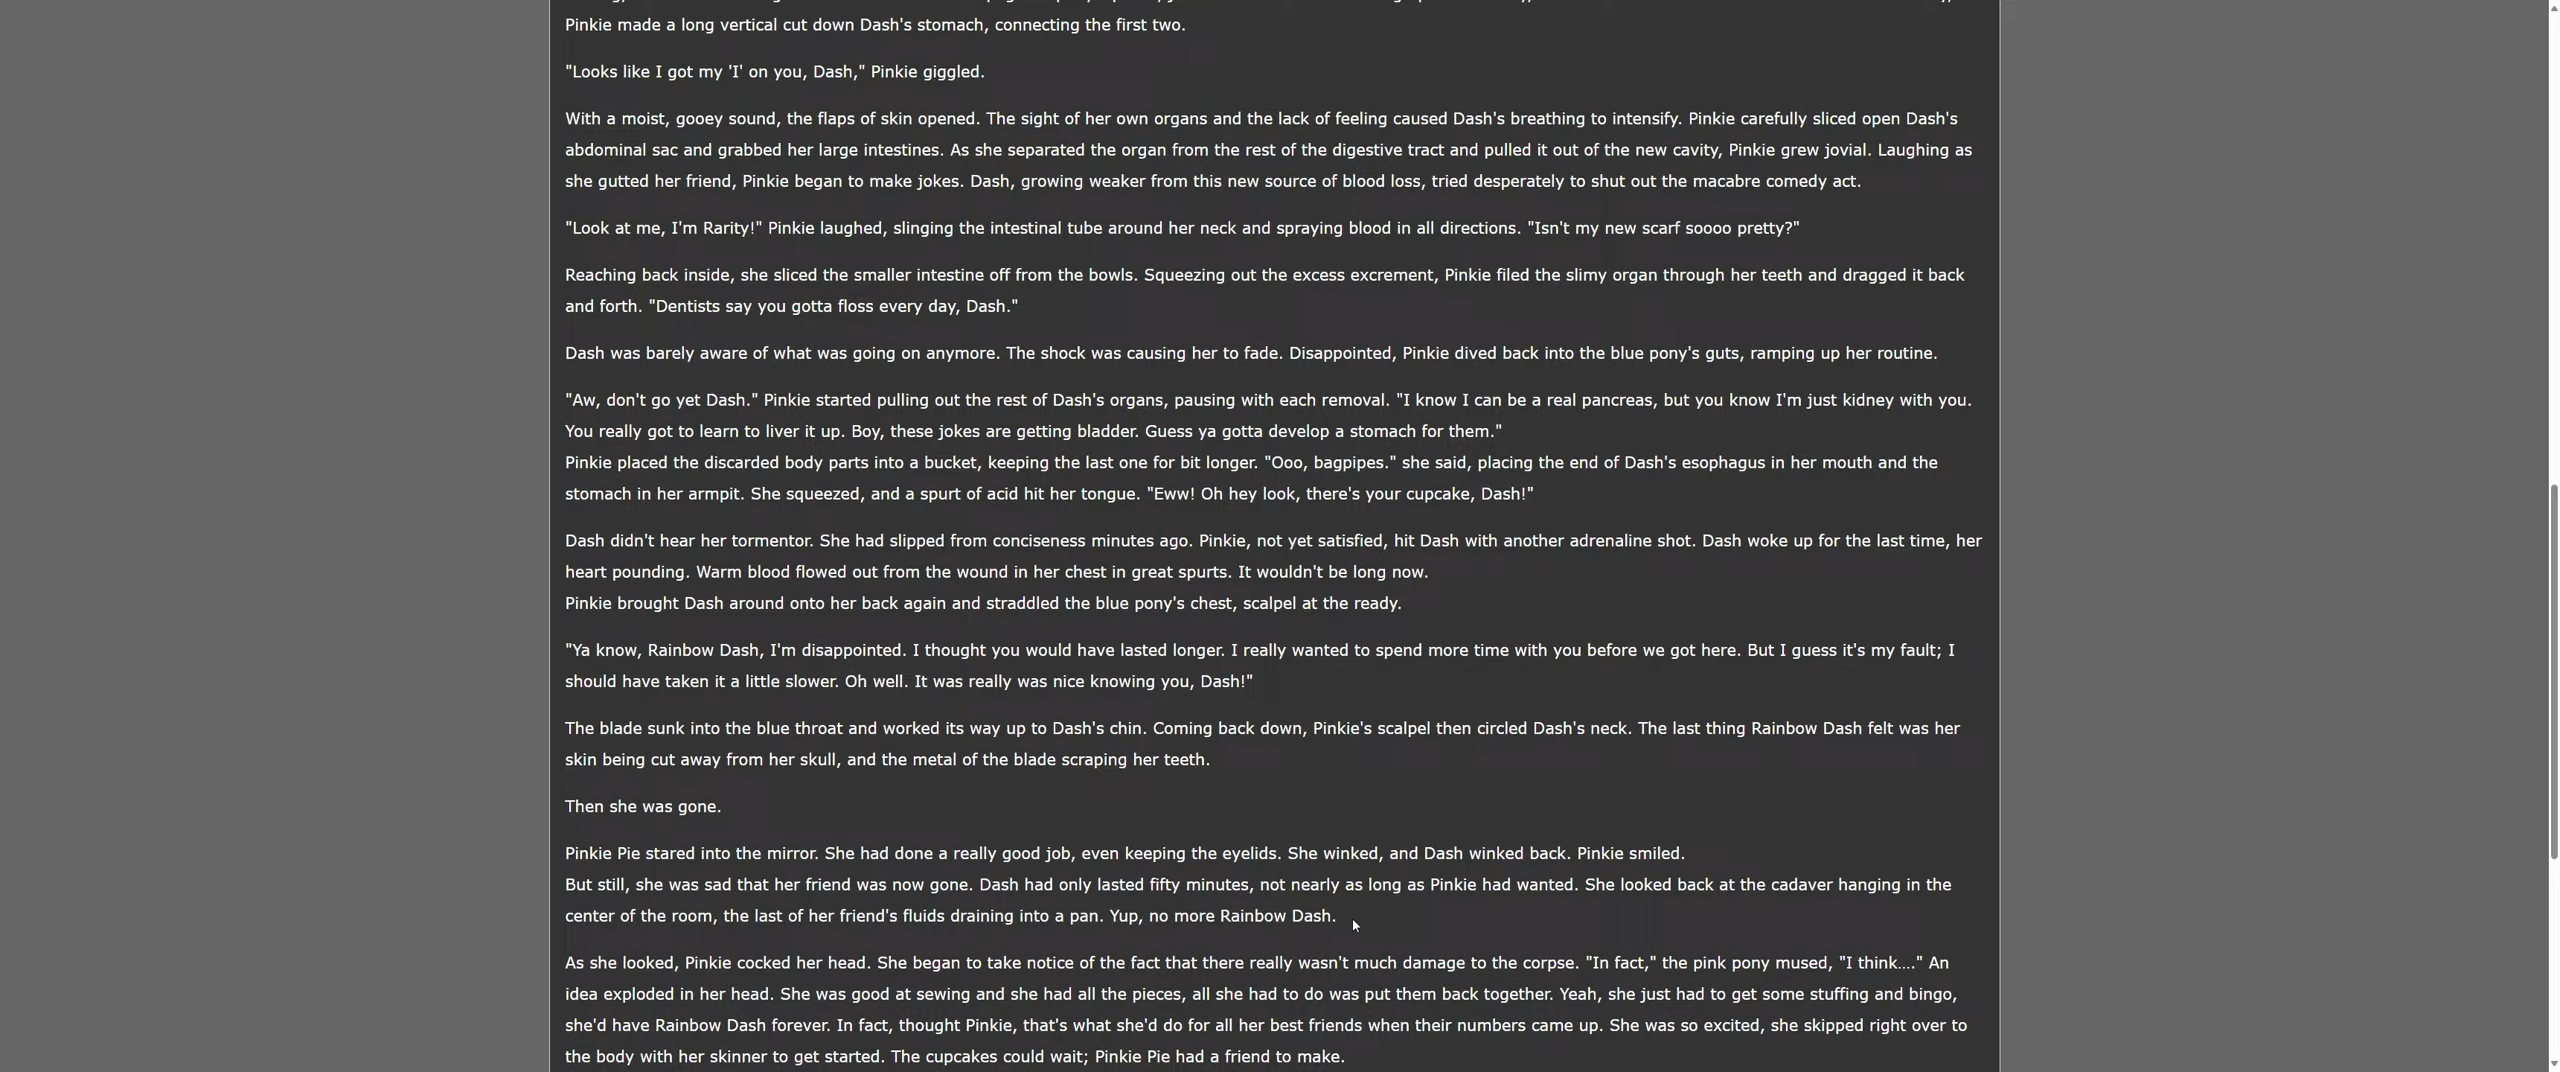 Pinkie made a long vertical cut down Dash's stomach, connecting the first two.
"Looks like I got my 'I' on you, Dash," Pinkie giggled.
With a moist, gooey sound, the flaps of skin opened. The sight of her own organs and the lack of feeling caused Dash's breathing to intensify. Pinkie carefully sliced open Dash's
abdominal sac and grabbed her large intestines. As she separated the organ from the rest of the digestive tract and pulled it out of the new cavity, Pinkie grew jovial. Laughing as
she gutted her friend, Pinkie began to make jokes. Dash, growing weaker from this new source of blood loss, tried desperately to shut out the macabre comedy act.
"Look at me, I'm Rarity!" Pinkie laughed, slinging the intestinal tube around her neck and spraying blood in all directions. "Isn't my new scarf soooo pretty?"
Reaching back inside, she sliced the smaller intestine off from the bowls. Squeezing out the excess excrement, Pinkie filed the slimy organ through her teeth and dragged it back
and forth. "Dentists say you gotta floss every day, Dash."
Dash was barely aware of what was going on anymore. The shock was causing her to fade. Disappointed, Pinkie dived back into the blue pony's guts, ramping up her routine.
"Aw, don't go yet Dash." Pinkie started pulling out the rest of Dash's organs, pausing with each removal. "I know I can be a real pancreas, but you know I'm just kidney with you.
You really got to learn to liver it up. Boy, these jokes are getting bladder. Guess ya gotta develop a stomach for them."
Pinkie placed the discarded body parts into a bucket, keeping the last one for bit longer. "Ooo, bagpipes." she said, placing the end of Dash's esophagus in her mouth and the
stomach in her armpit. She squeezed, and a spurt of acid hit her tongue. "Eww! Oh hey look, there's your cupcake, Dash!"
Dash didn't hear her tormentor. She had slipped from conciseness minutes ago. Pinkie, not yet satisfied, hit Dash with another adrenaline shot. Dash woke up for the last time, her
heart pounding. Warm blood flowed out from the wound in her chest in great spurts. It wouldn't be long now.
Pinkie brought Dash around onto her back again and straddled the blue pony's chest, scalpel at the ready.
"Ya know, Rainbow Dash, I'm disappointed. I thought you would have lasted longer. I really wanted to spend more time with you before we got here. But I guess it's my fault; I
should have taken it a little slower. Oh well. It was really was nice knowing you, Dash!"
The blade sunk into the blue throat and worked its way up to Dash's chin. Coming back down, Pinkie's scalpel then circled Dash's neck. The last thing Rainbow Dash felt was her
skin being cut away from her skull, and the metal of the blade scraping her teeth.
Then she was gone.
Pinkie Pie stared into the mirror. She had done a really good job, even keeping the eyelids. She winked, and Dash winked back. Pinkie smiled.
But still, she was sad that her friend was now gone. Dash had only lasted fifty minutes, not nearly as long as Pinkie had wanted. She looked back at the cadaver hanging in the
center of the room, the last of her friend's fluids draining into a pan. Yup, no more Rainbow Dash.
As she looked, Pinkie cocked her head. She began to take notice of the fact that there really wasn't much damage to the corpse. "In fact," the pink pony mused, "I think...." An
idea exploded in her head. She was good at sewing and she had all the pieces, all she had to do was put them back together. Yeah, she just had to get some stuffing and bingo,
she'd have Rainbow Dash forever. In fact, thought Pinkie, that's what she'd do for all her best friends when their numbers came up. She was so excited, she skipped right over to
the body with her skinner to get started. The cupcakes could wait; Pinkie Pie had a friend to make.